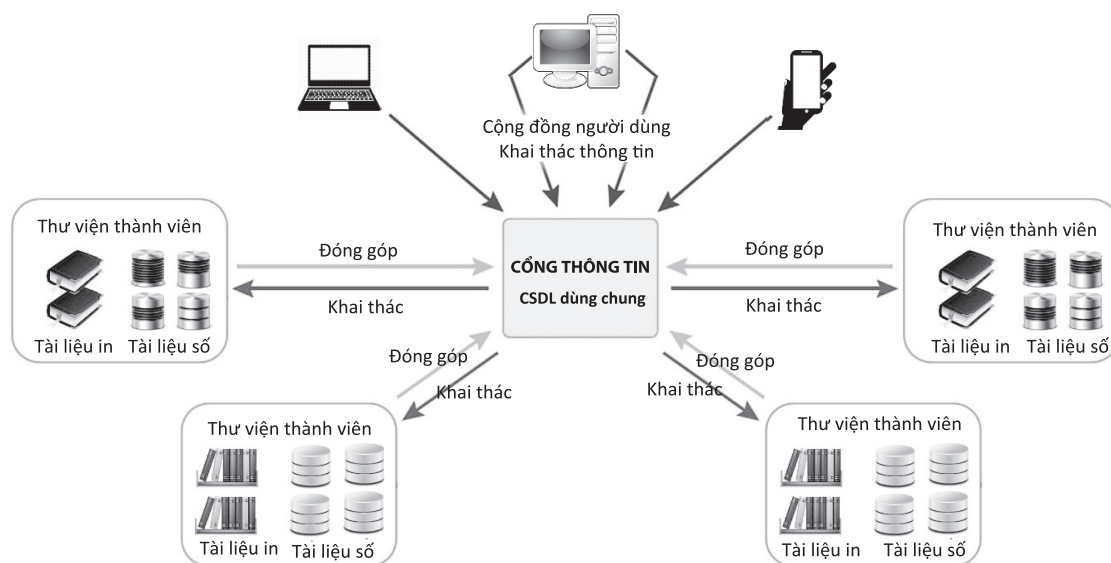 Cộng đồng người dùng
Khai thác thông tin
Thư viện thành viên
Tài liệu in Tài liệu số
Đóng góp
Khai thác
CỔNG THÔNG TIN
CSDL dùng chung
Đóng góp
Khai thác
Thư viện thành viên
Tài liệu in Tài liệu số
Đóng góp
Khai thác
Đóng góp
Khai thác
Thư viện thành viên
Tài liệu in Tài liệu số
Thư viện thành viên
Tài liệu in Tài liệu số